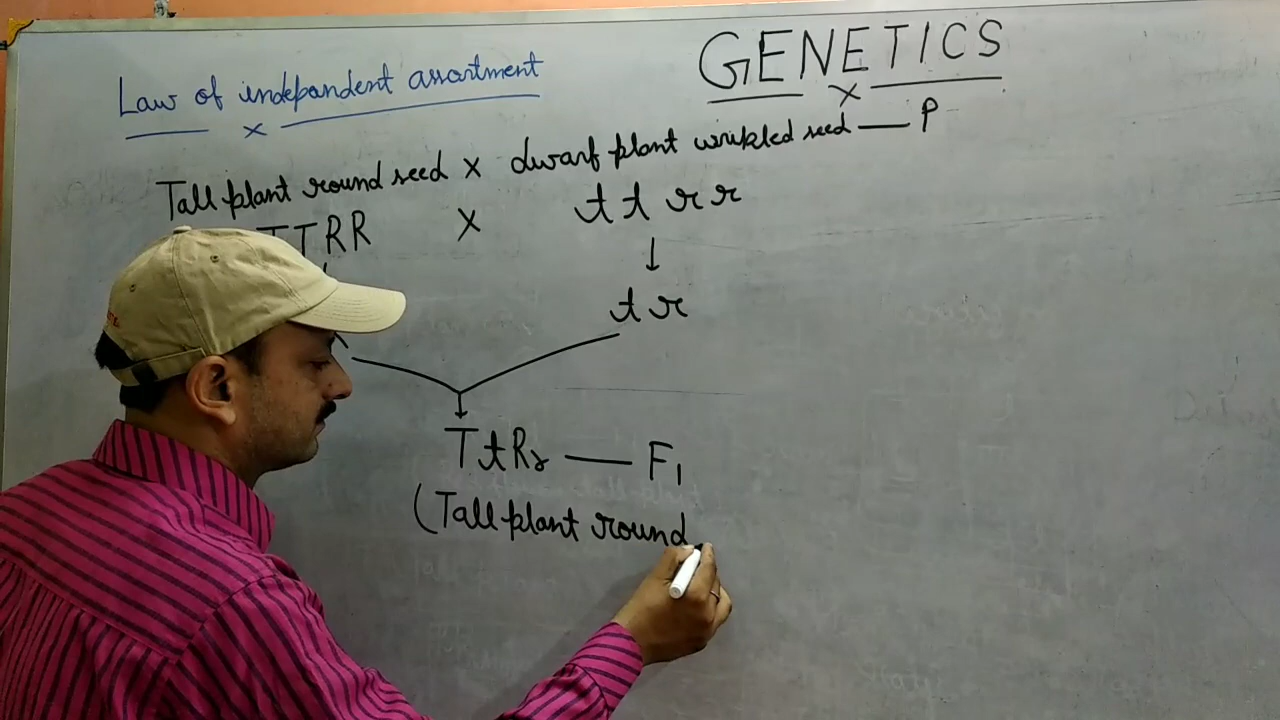 GENETICS
x
Law of independent assortment
x
Tall plant round seed x dwarf plant wrinkled seed — P
TTRR x tt rr
↓
tr
TtRr — F1
(Tall plant round